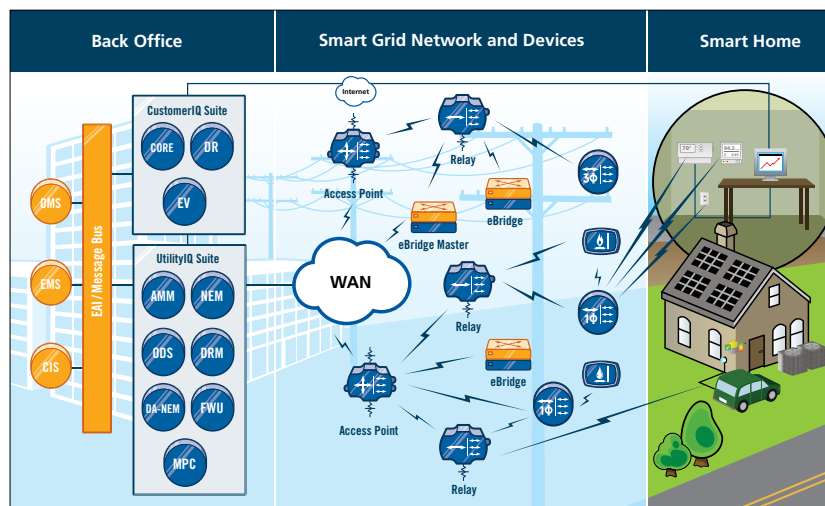 Back Office
Smart Grid Network and Devices
Smart Home
Internet
CustomerIQ Suite
CORE
DR
EV
Access Point
Relay
3Φ
70°
94.2
OMS
EAI / Message Bus
eBridge
eBridge Master
UtilityIQ Suite
WAN
EMS
AMM
NEM
Relay
1Φ
ODS
DRM
CIS
eBridge
DA-NEM
FWU
1Φ
Access Point
MPC
Relay